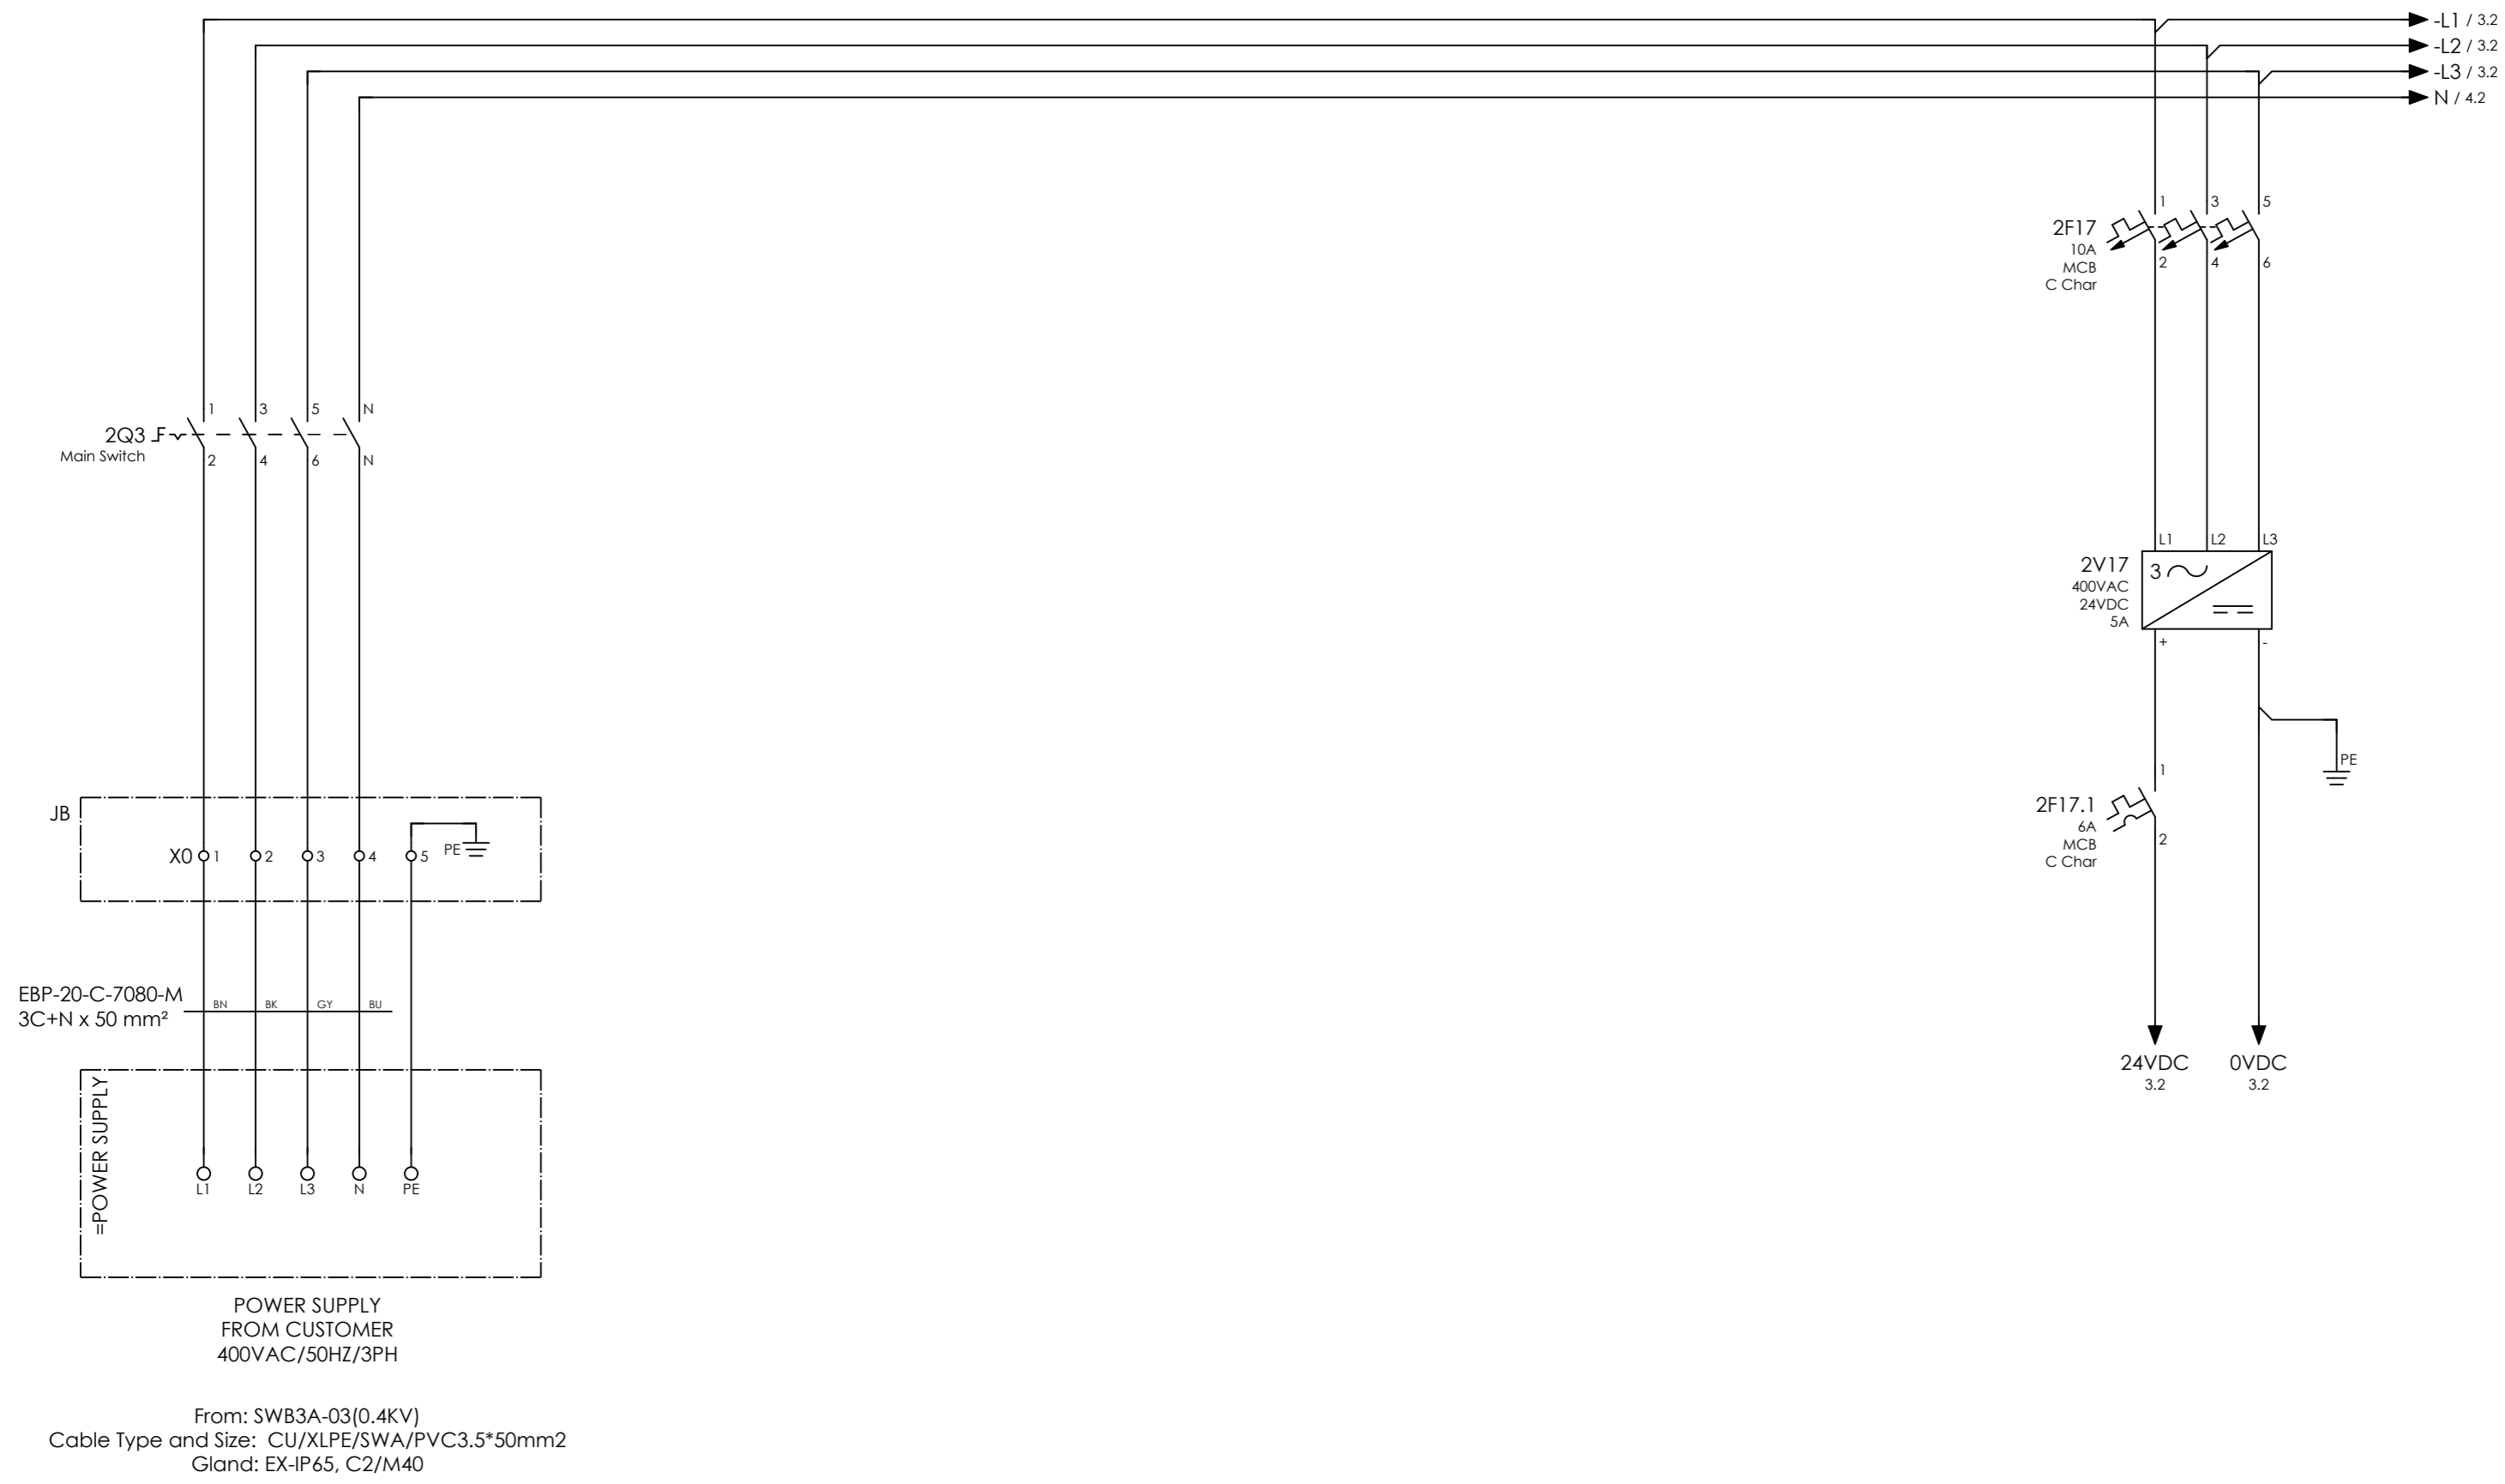 -L1 / 3.2
-L2 / 3.2
-L3 / 3.2
N / 4.2
1 3 5
2F17
10A
MCB
C Char
2 4 6
1 3 5 N
2Q3
Main Switch
2 4 6 N
L1 L2 L3
2V17
400VAC
24VDC
5A
3
+ -
PE
1
2F17.1
6A
MCB
C Char
2
JB
X0 1 2 3 4 5 PE
EBP-20-C-7080-M
3C+N x 50 mm²
BN BK GY BU
24VDC
3.2
0VDC
3.2
=POWER SUPPLY
L1 L2 L3 N PE
POWER SUPPLY
FROM CUSTOMER
400VAC/50HZ/3PH
From: SWB3A-03(0.4KV)
Cable Type and Size: CU/XLPE/SWA/PVC3.5*50mm2
Gland: EX-IP65, C2/M40